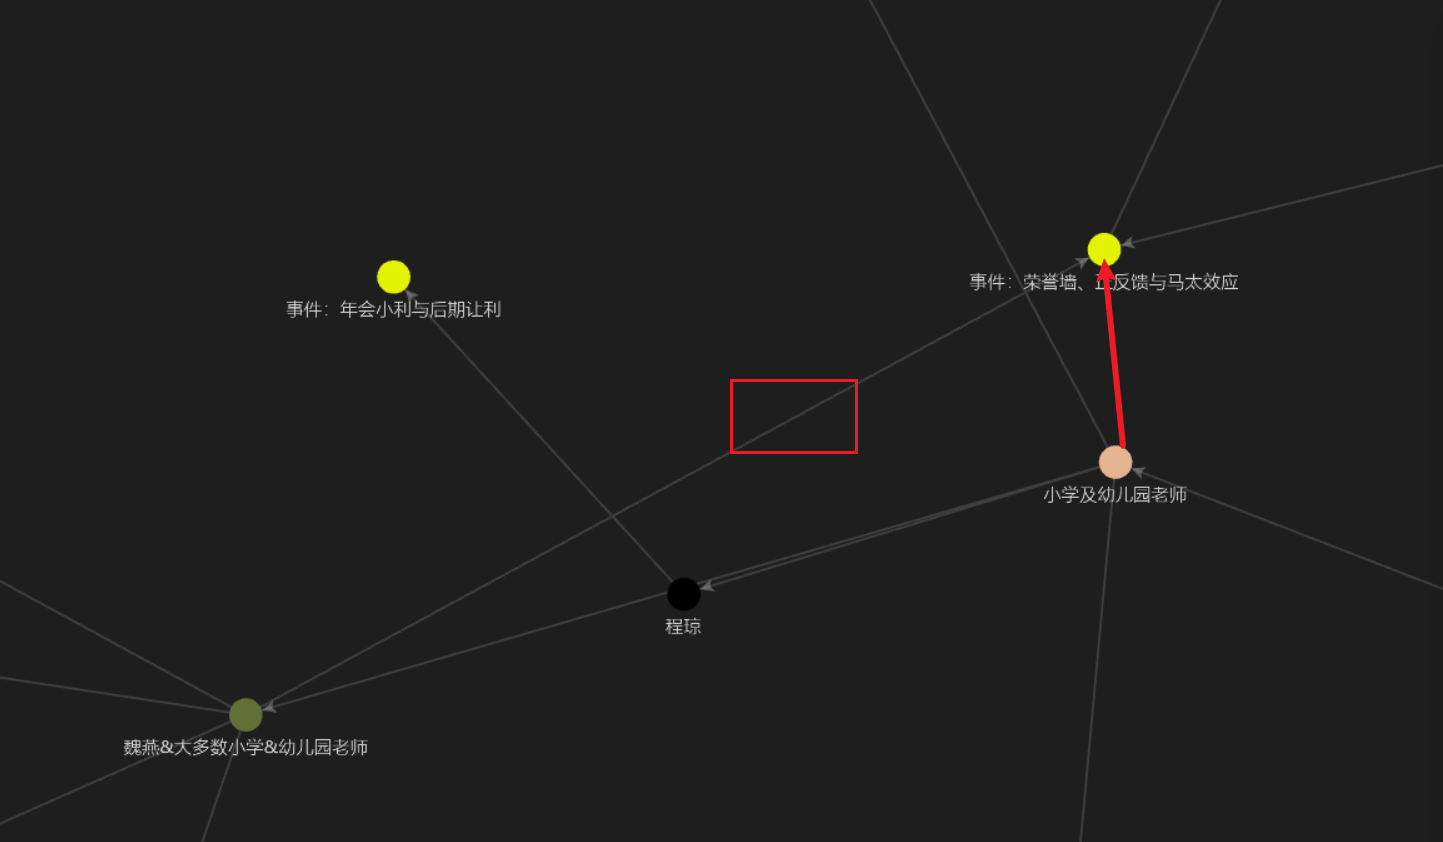 事件：荣誉墙、正反馈与马太效应
事件：年会小利与后期让利
小学及幼儿园老师
程琼
魏燕&大多数小学&幼儿园老师